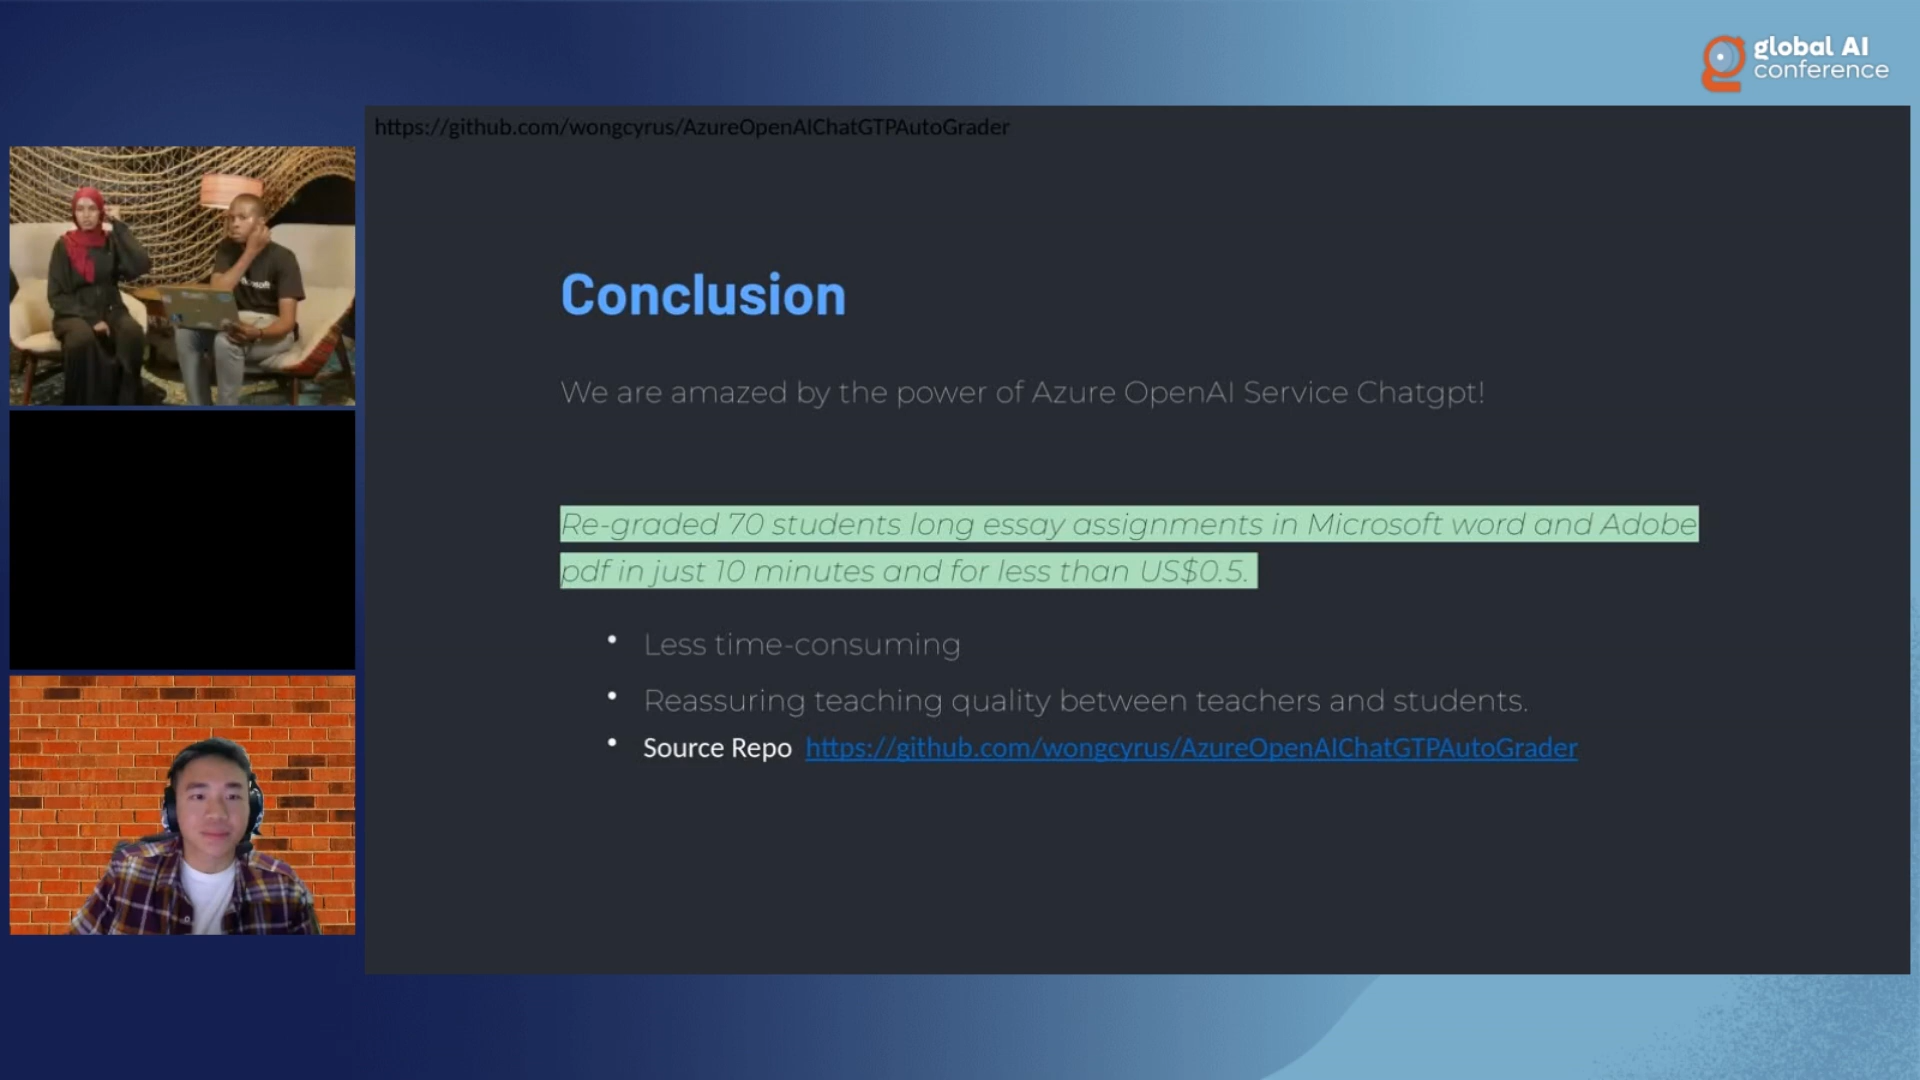 global AI
conference
https://github.com/wongcyrus/AzureOpenAIChatGTPAutoGrader
Conclusion
We are amazed by the power of Azure OpenAI Service Chatgpt!
Re-graded 70 students long essay assignments in Microsoft word and Adobe
pdf in just 10 minutes and for less than US$0.5.
• Less time-consuming
• Reassuring teaching quality between teachers and students.
• Source Repo https://github.com/wongcyrus/AzureOpenAIChatGTPAutoGrader